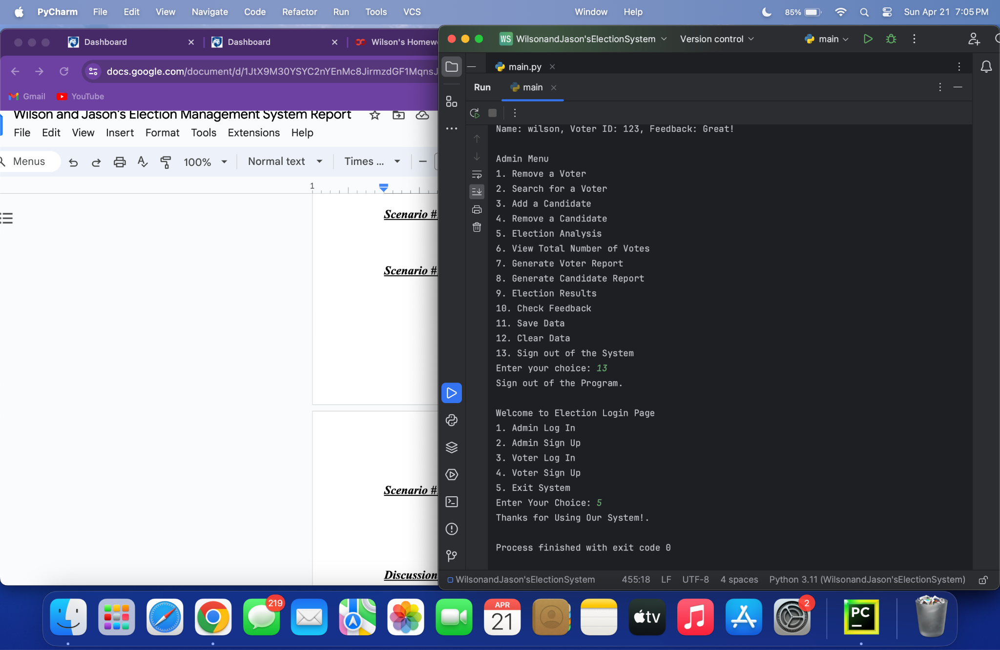 PyCharm File Edit View Navigate Code Refactor Run Tools VCS Window Help 85% Sun Apr 21 7:05 PM
Dashboard Dashboard Wilson's Homew
docs.google.com/document/d/1JtX9M30YSYC2nYEnMc8JirmzdGF1MqnsJ
Gmail YouTube
Wilson and Jason's Election Management System Report
File Edit View Insert Format Tools Extensions Help
Menus 100% Normal text Times ...
1
Scenario #
Scenario #
Scenario #
Discussion
WS WilsonandJason'sElectionSystem Version control main
main.py
Run main
Name: wilson, Voter ID: 123, Feedback: Great!
Admin Menu
1. Remove a Voter
2. Search for a Voter
3. Add a Candidate
4. Remove a Candidate
5. Election Analysis
6. View Total Number of Votes
7. Generate Voter Report
8. Generate Candidate Report
9. Election Results
10. Check Feedback
11. Save Data
12. Clear Data
13. Sign out of the System
Enter your choice: 13
Sign out of the Program.
Welcome to Election Login Page
1. Admin Log In
2. Admin Sign Up
3. Voter Log In
4. Voter Sign Up
5. Exit System
Enter Your Choice: 5
Thanks for Using Our System!.
Process finished with exit code 0
WilsonandJason'sElectionSystem 455:18 LF UTF-8 4 spaces Python 3.11 (WilsonandJason'sElectionSystem)
219 APR 21 tv 2 PC